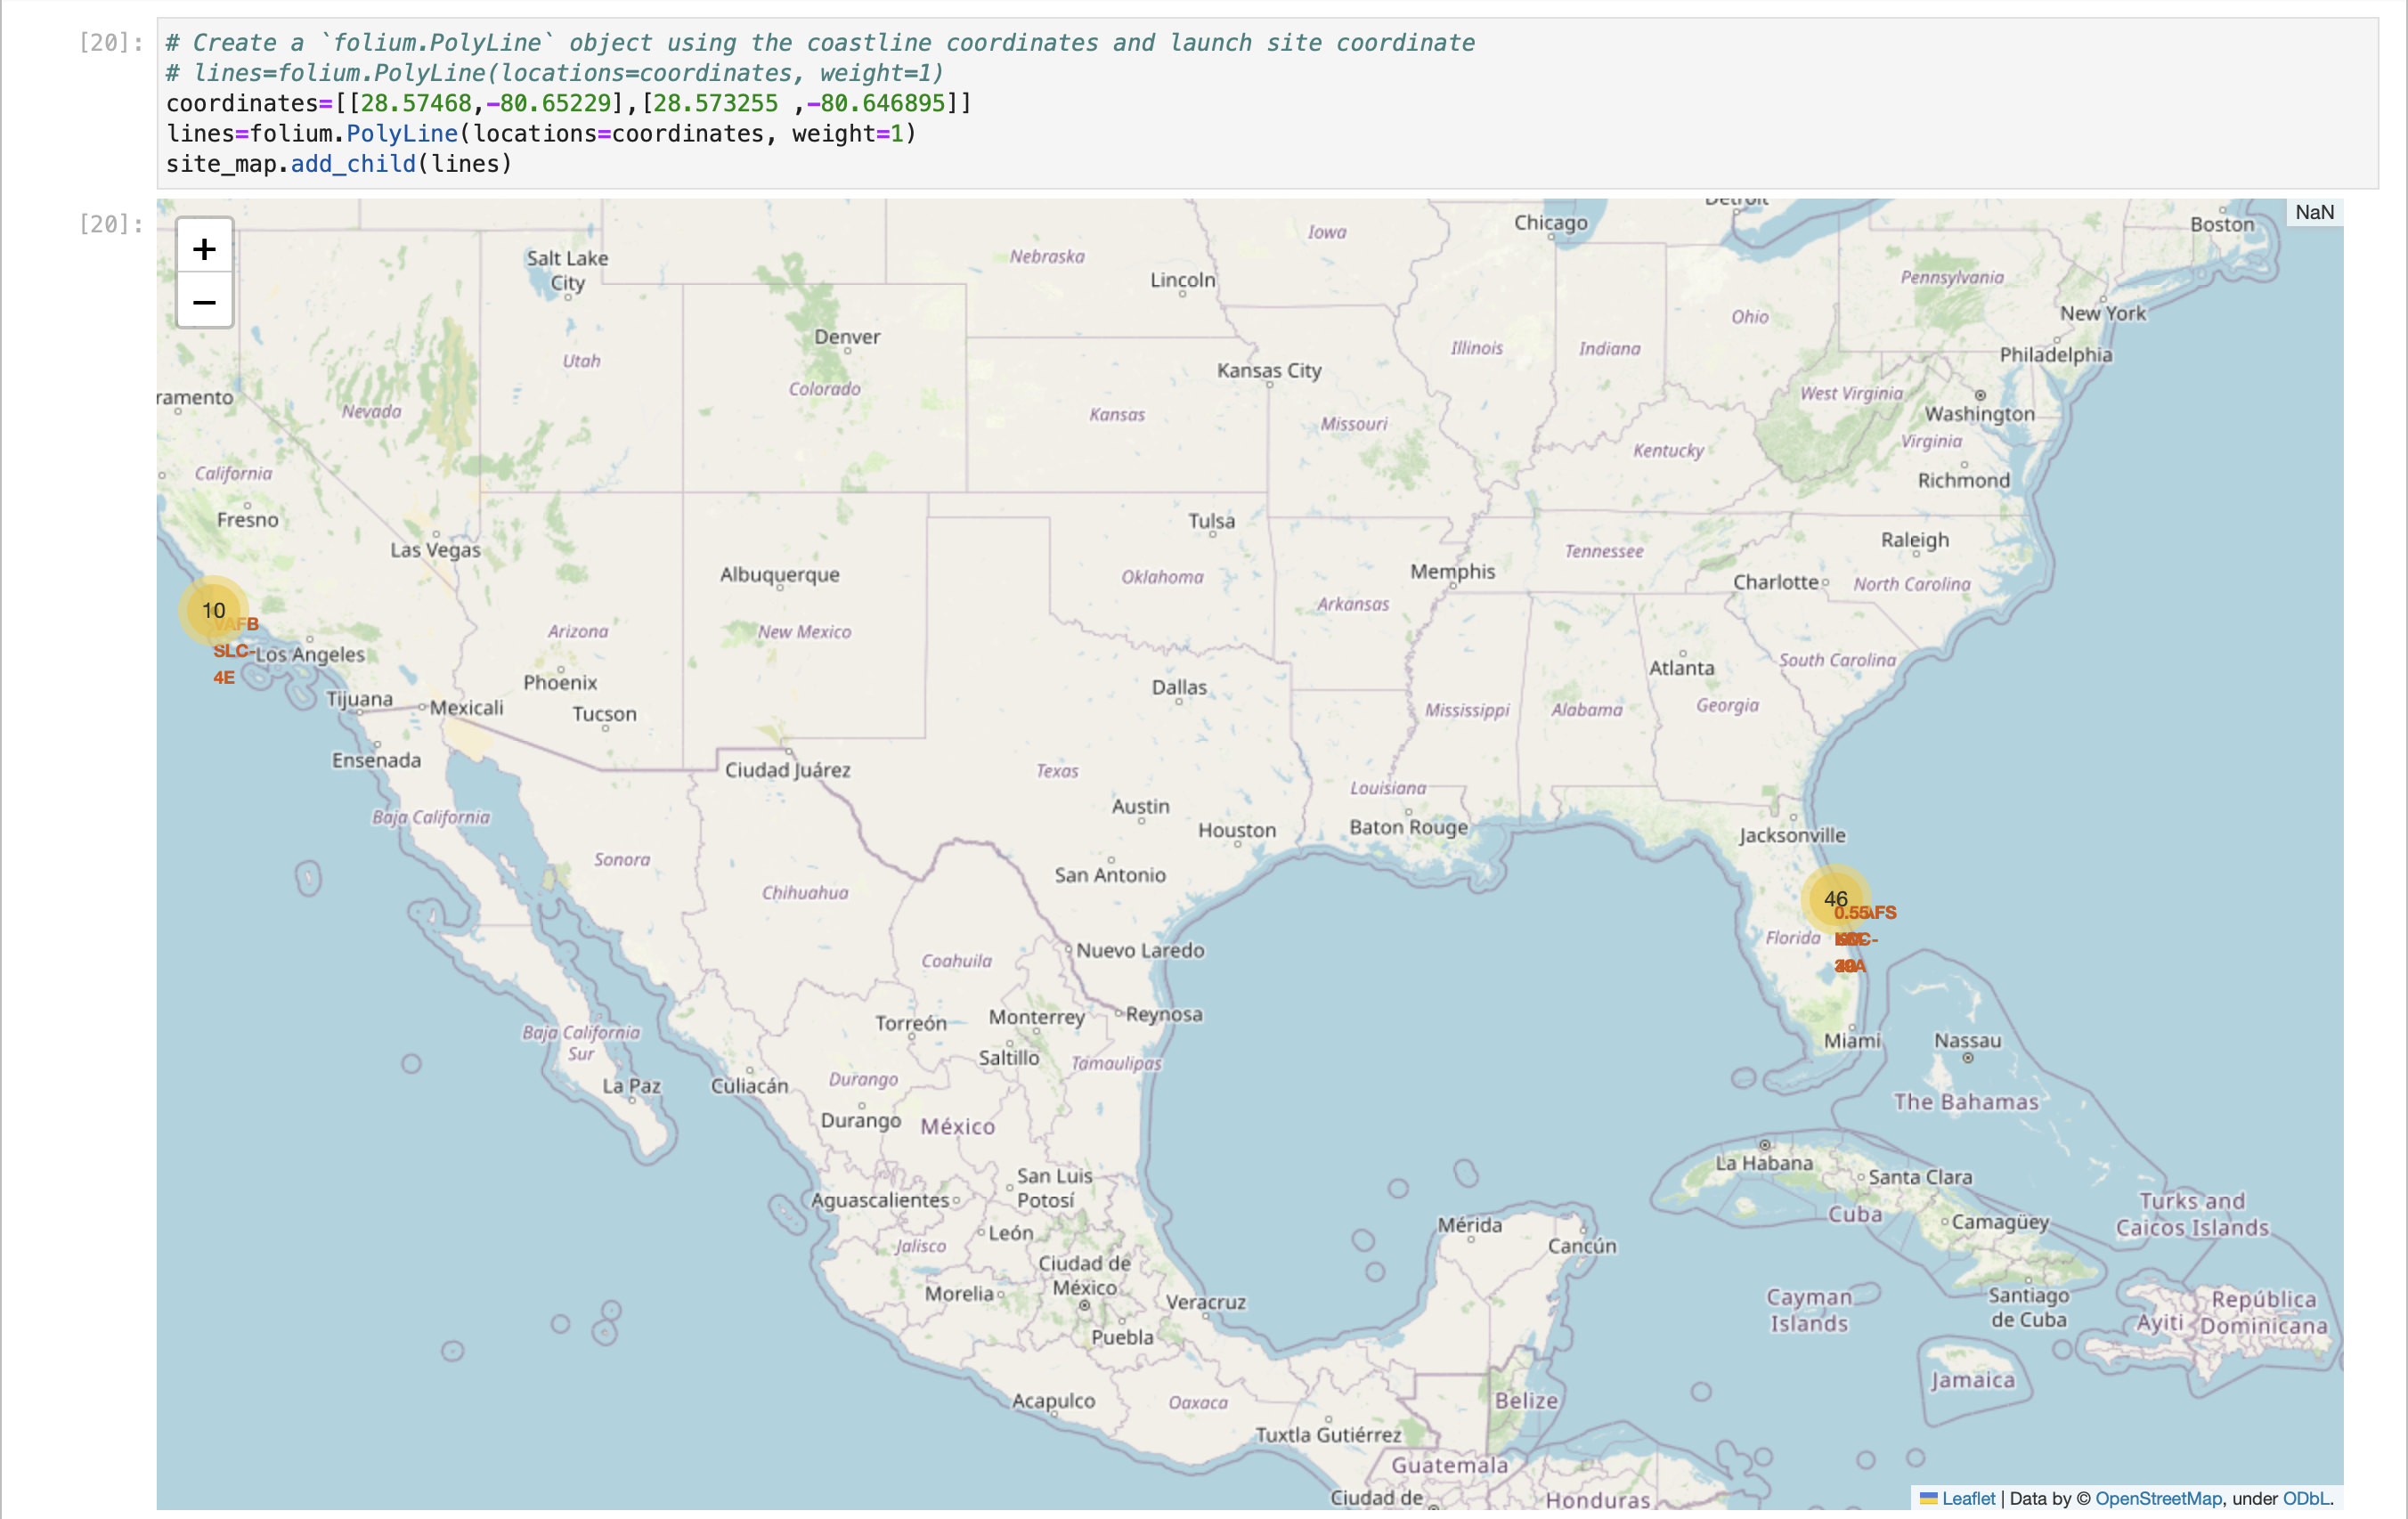 [20]:
# Create a `folium.PolyLine` object using the coastline coordinates and launch site coordinate
# lines=folium.PolyLine(locations=coordinates, weight=1)
coordinates=[[28.57468,-80.65229],[28.573255 ,-80.646895]]
lines=folium.PolyLine(locations=coordinates, weight=1)
site_map.add_child(lines)
[20]:
+
−
NaN
Detroit
Chicago
Boston
Iowa
Salt Lake
City
Nebraska
Lincoln
Pennsylvania
New York
Ohio
Denver
Illinois
Indiana
Philadelphia
Utah
Kansas City
Colorado
West Virginia
ramento
Nevada
Kansas
Missouri
Washington
Virginia
Kentucky
California
Richmond
Fresno
Tulsa
Raleigh
Las Vegas
Tennessee
Albuquerque
Oklahoma
Memphis
Charlotte
North Carolina
10
VAFB
SLC-
4E
Arkansas
Arizona
New Mexico
Los Angeles
Atlanta
South Carolina
Phoenix
Dallas
Tijuana
Mexicali
Tucson
Mississippi
Alabama
Georgia
Ensenada
Ciudad Juárez
Texas
Louisiana
Austin
Baja California
Houston
Baton Rouge
Jacksonville
Sonora
San Antonio
Chihuahua
46
0.55
Florida
Nuevo Laredo
Coahuila
Reynosa
Torreón
Monterrey
Baja California
Sur
Saltillo
Tamaulipas
Miami
Nassau
La Paz
Culiacán
Durango
Durango
México
The Bahamas
La Habana
San Luis
Potosí
Santa Clara
Aguascalientes
Turks and
Caicos Islands
Cuba
Mérida
Camagüey
León
Jalisco
Cancún
Ciudad de
México
Morelia
Veracruz
Cayman
Islands
Santiago
de Cuba
República
Dominicana
Ayiti
Puebla
Jamaica
Acapulco
Oaxaca
Belize
Tuxtla Gutiérrez
Guatemala
Ciudad de
Honduras
Leaflet | Data by © OpenStreetMap, under ODbL.